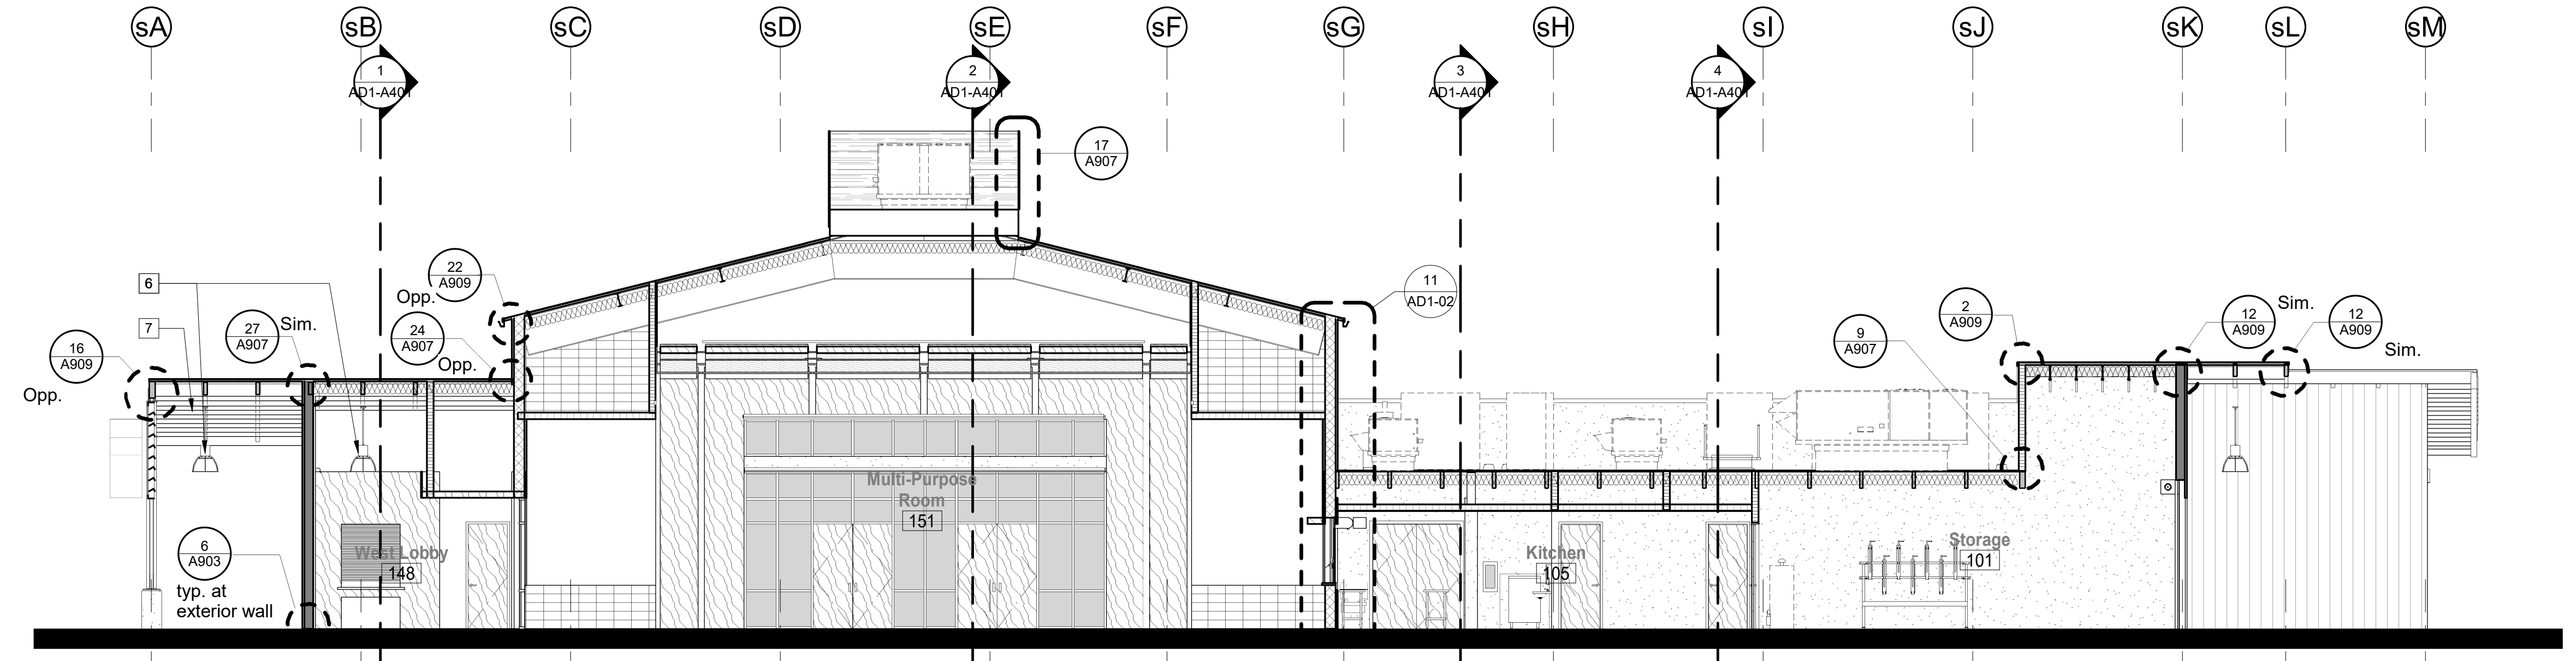 sA
sB
sC
sD
sE
sF
sG
sH
sI
sJ
sK
sL
sM
1
AD1-A401
2
AD1-A401
3
AD1-A401
4
AD1-A401
17
A907
22
A909
Opp.
6
7
27
A907
Sim.
24
A907
Opp.
16
A909
Opp.
11
AD1-02
9
A907
2
A909
12
A909
Sim.
12
A909
Sim.
Multi-Purpose
Room
151
6
A903
typ. at
exterior wall
West Lobby
148
Kitchen
105
Storage
101